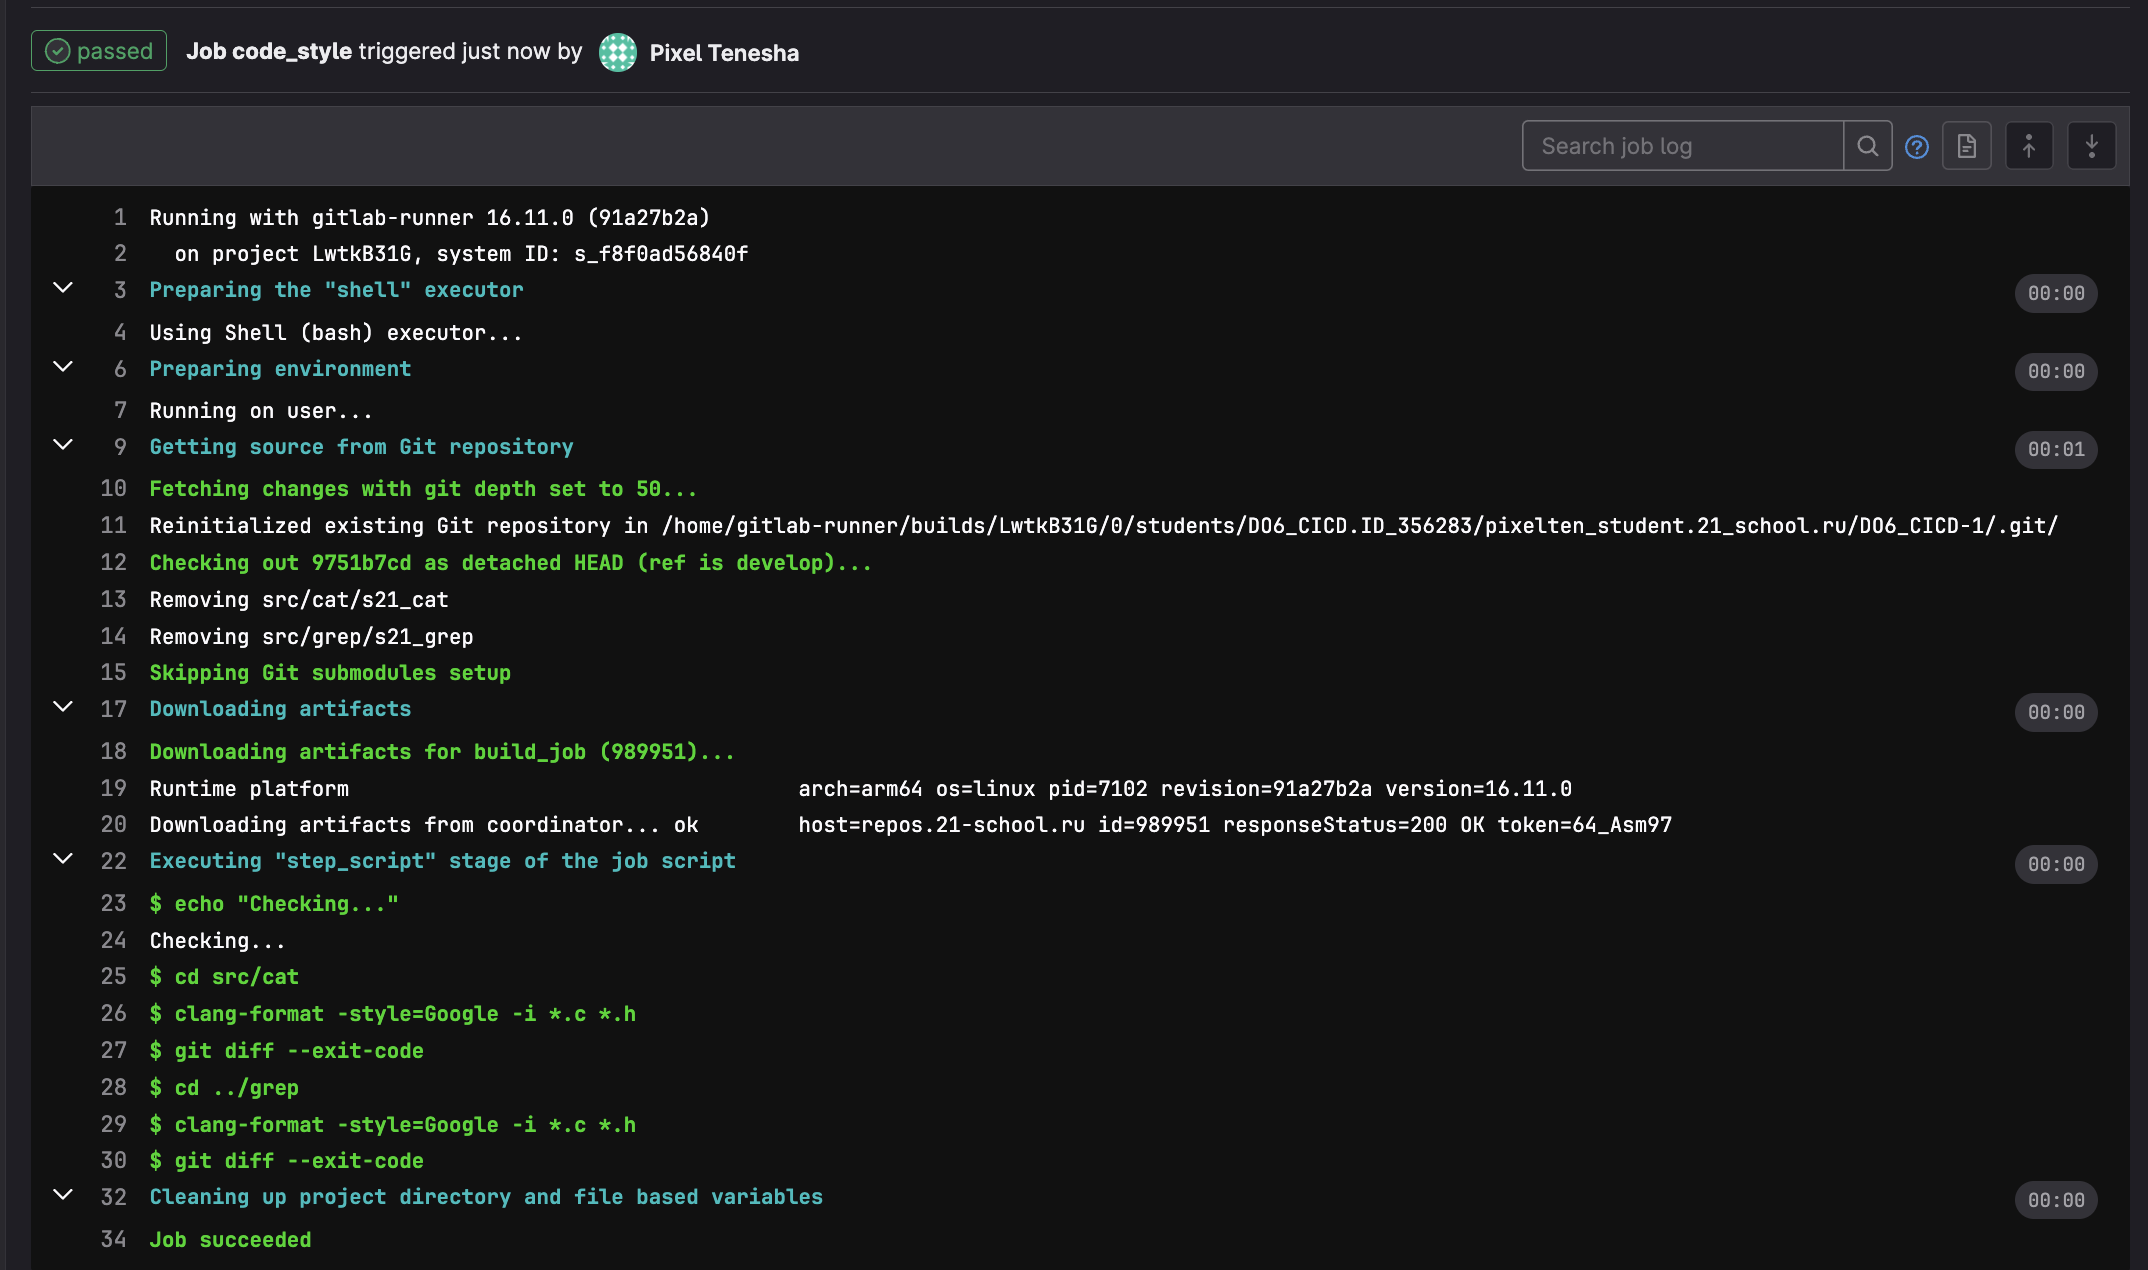 passed Job code_style triggered just now by Pixel Tenesha
Search job log
1 Running with gitlab-runner 16.11.0 (91a27b2a)
2 on project LwtkB31G, system ID: s_f8f0ad56840f
3 Preparing the "shell" executor 00:00
4 Using Shell (bash) executor...
6 Preparing environment 00:00
7 Running on user...
9 Getting source from Git repository 00:01
10 Fetching changes with git depth set to 50...
11 Reinitialized existing Git repository in /home/gitlab-runner/builds/LwtkB31G/0/students/DO6_CICD.ID_356283/pixelten_student.21_school.ru/DO6_CICD-1/.git/
12 Checking out 9751b7cd as detached HEAD (ref is develop)...
13 Removing src/cat/s21_cat
14 Removing src/grep/s21_grep
15 Skipping Git submodules setup
17 Downloading artifacts 00:00
18 Downloading artifacts for build_job (989951)...
19 Runtime platform arch=arm64 os=linux pid=7102 revision=91a27b2a version=16.11.0
20 Downloading artifacts from coordinator... ok host=repos.21-school.ru id=989951 responseStatus=200 OK token=64_Asm97
22 Executing "step_script" stage of the job script 00:00
23 $ echo "Checking..."
24 Checking...
25 $ cd src/cat
26 $ clang-format -style=Google -i *.c *.h
27 $ git diff --exit-code
28 $ cd ../grep
29 $ clang-format -style=Google -i *.c *.h
30 $ git diff --exit-code
32 Cleaning up project directory and file based variables 00:00
34 Job succeeded